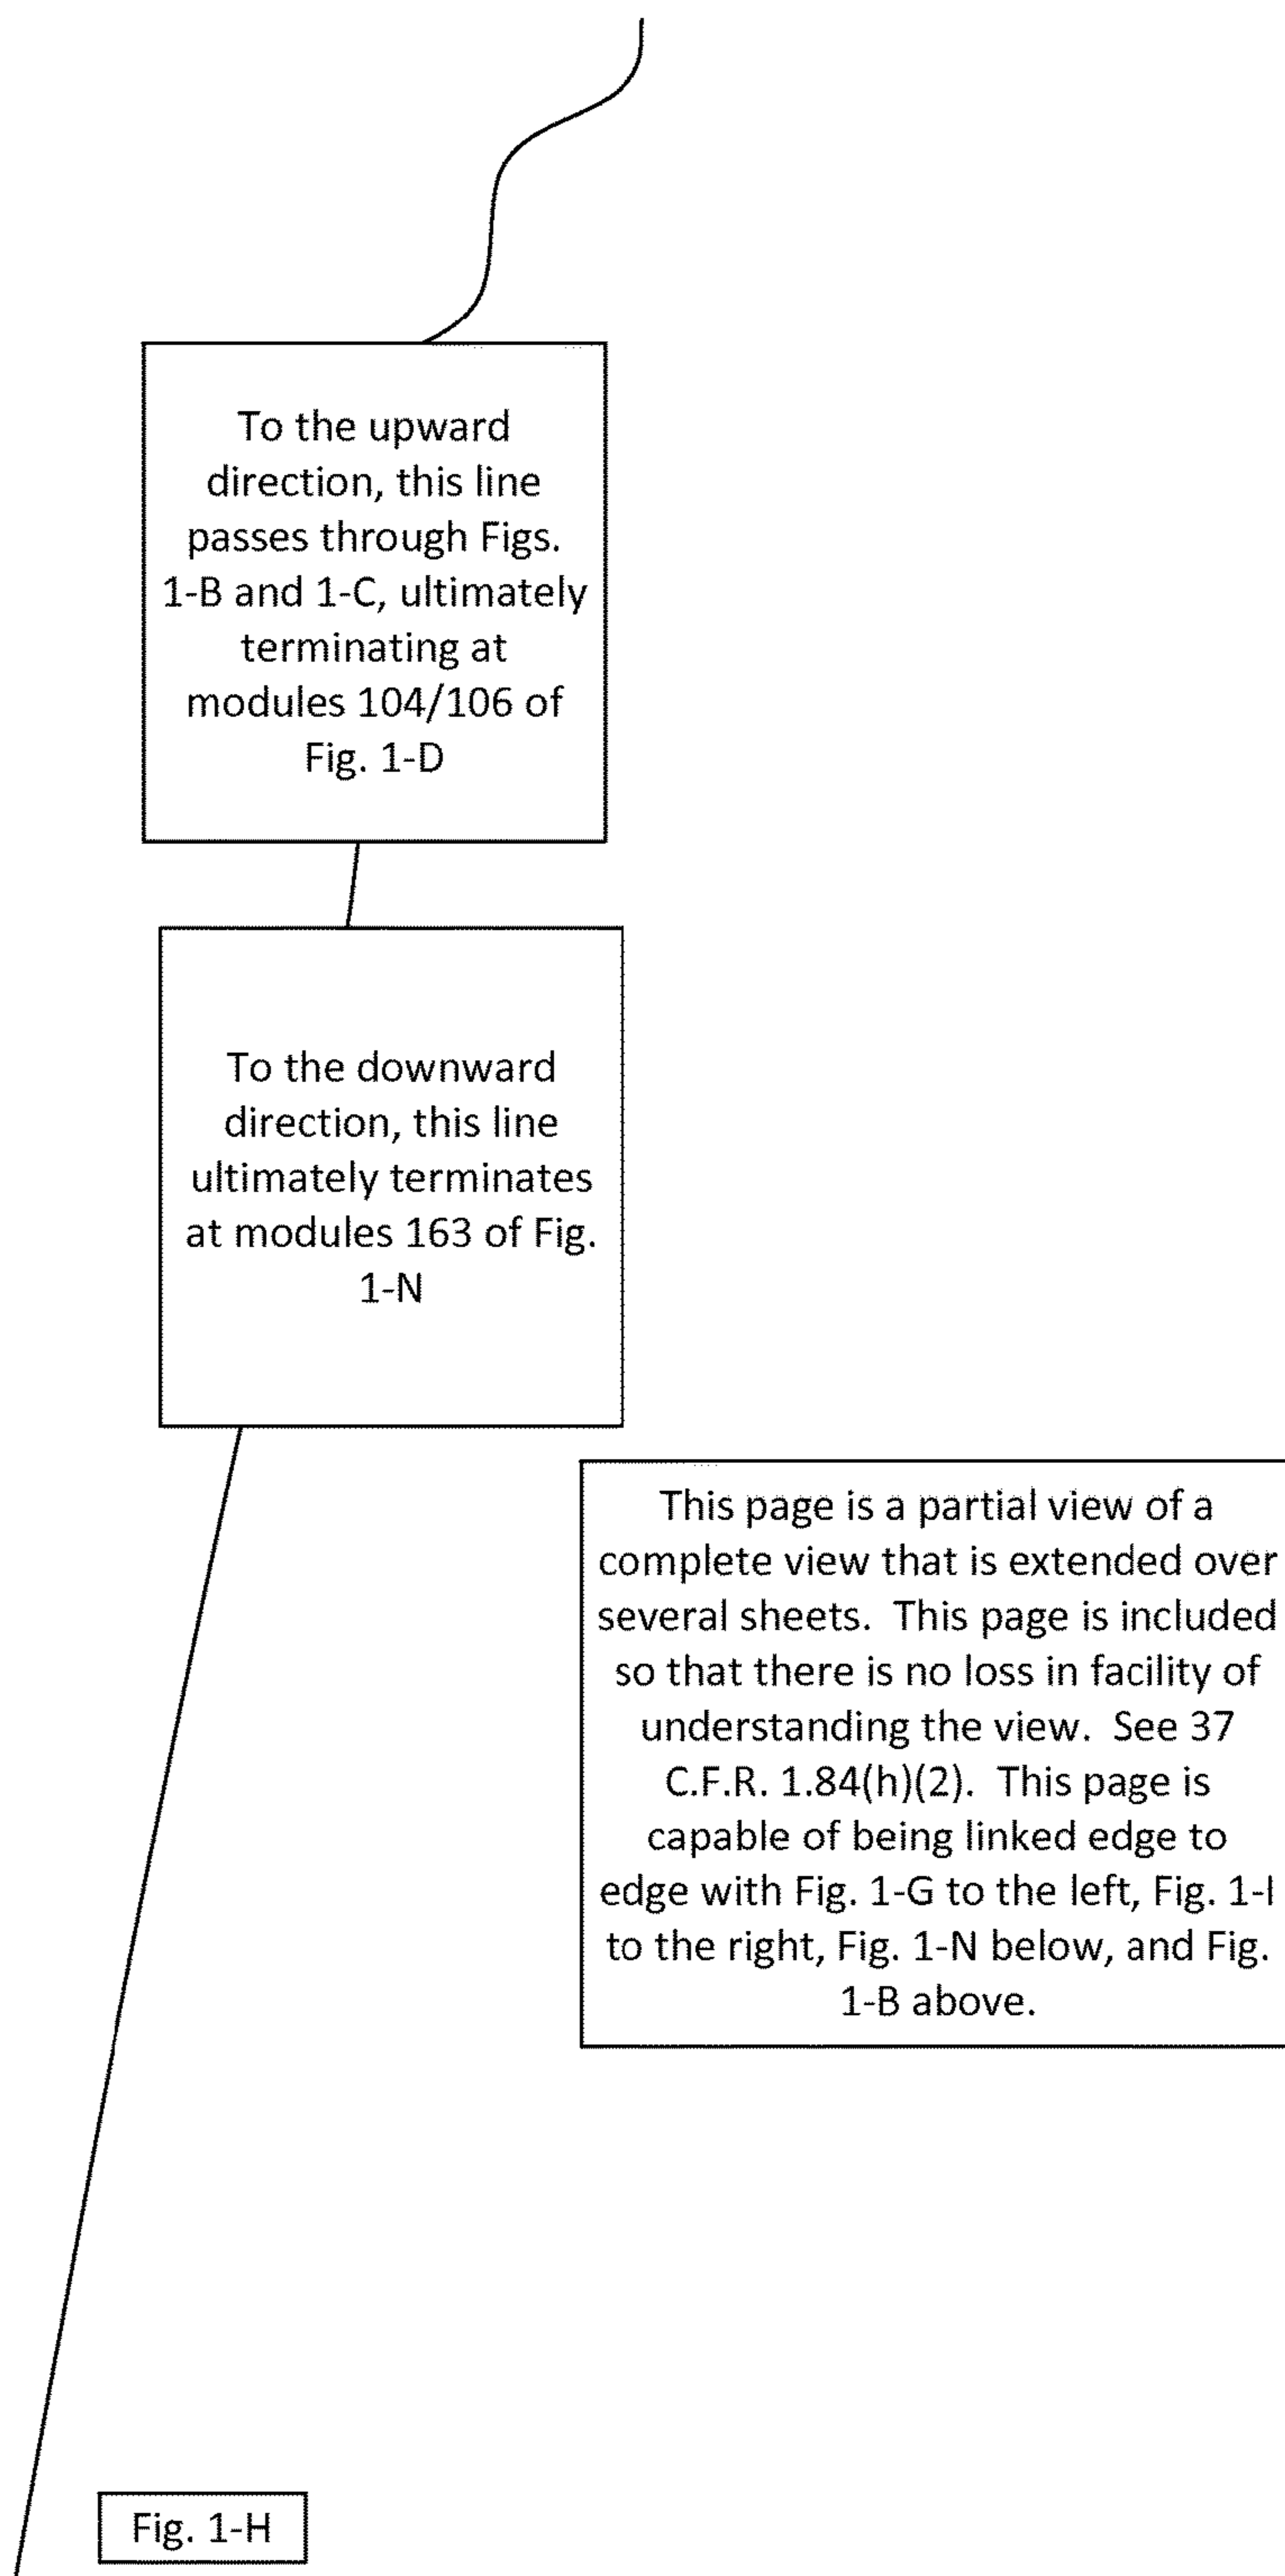 To the upward
direction, this line
passes through Figs.
1-B and 1-C, ultimately
terminating at
modules 104/106 of
Fig. 1-D
To the downward
direction, this line
ultimately terminates
at modules 163 of Fig.
1-N
This page is a partial view of a
complete view that is extended over
several sheets.  This page is included
so that there is no loss in facility of
understanding the view.  See 37
C.F.R. 1.84(h)(2).  This page is
capable of being linked edge to
edge with Fig. 1-G to the left, Fig. 1-I
to the right, Fig. 1-N below, and Fig.
1-B above.
Fig. 1-H